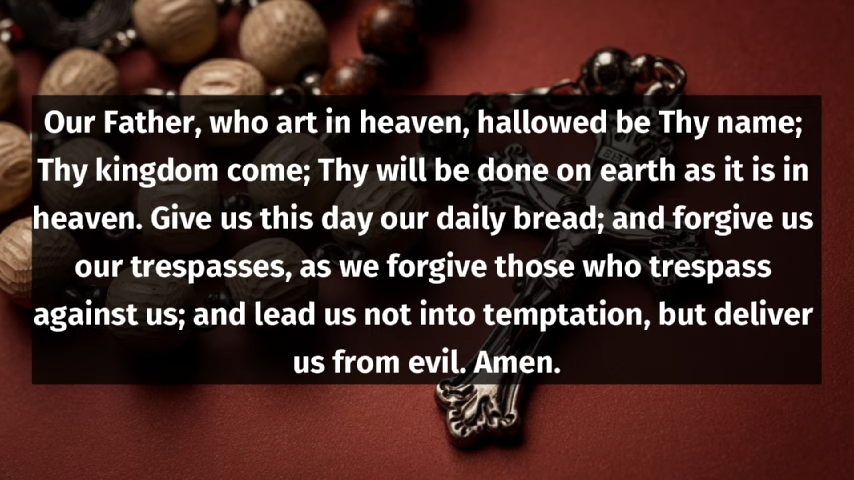 Our Father, who art in heaven, hallowed be Thy name;
Thy kingdom come; Thy will be done on earth as it is in
heaven. Give us this day our daily bread; and forgive us
our trespasses, as we forgive those who trespass
against us; and lead us not into temptation, but deliver
us from evil. Amen.